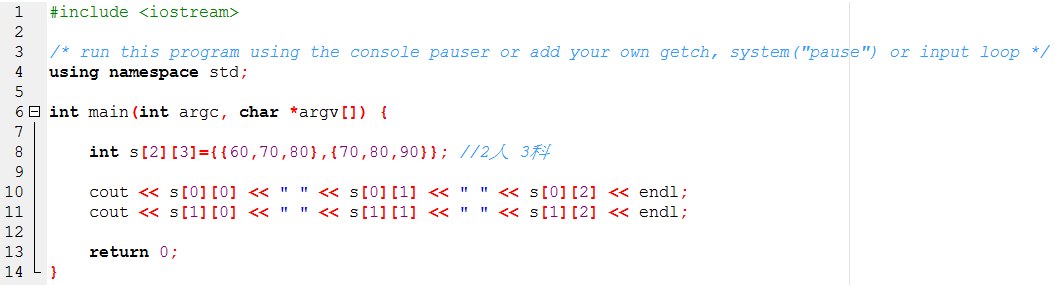 1 #include <iostream>
2
3 /* run this program using the console pauser or add your own getch, system("pause") or input loop */
4 using namespace std;
5
6 int main(int argc, char *argv[]) {
7
8 int s[2][3]={{60,70,80},{70,80,90}}; //2人 3科
9
10 cout << s[0][0] << " " << s[0][1] << " " << s[0][2] << endl;
11 cout << s[1][0] << " " << s[1][1] << " " << s[1][2] << endl;
12
13 return 0;
14 }